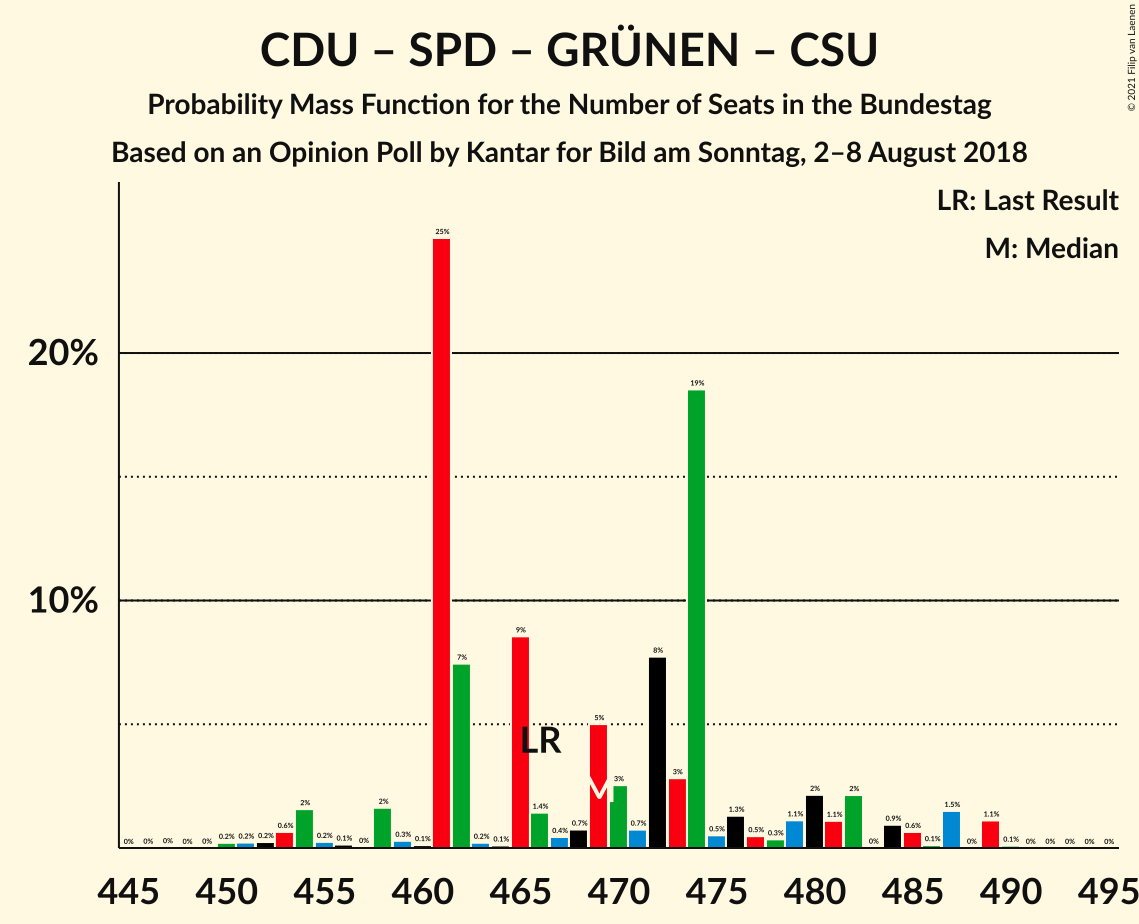 CDU – SPD – GRÜNEN – CSU
Probability Mass Function for the Number of Seats in the Bundestag
Based on an Opinion Poll by Kantar for Bild am Sonntag, 2–8 August 2018
© 2021 Filip van Laenen
LR: Last Result
M: Median
20%
10%
0% 0% 0% 0% 0% 0.2% 0.2% 0.2% 0.6% 2% 0.2% 0.1% 0% 2% 0.3% 0.1% 25% 7% 0.2% 0.1% 9% 1.4% 0.4% 0.7% 5% 3% 0.7% 8% 3% 19% 0.5% 1.3% 0.5% 0.3% 1.1% 2% 1.1% 2% 0% 0.9% 0.6% 0.1% 1.5% 0% 1.1% 0.1% 0% 0% 0% 0% 0%
LR
M
445 450 455 460 465 470 475 480 485 490 495